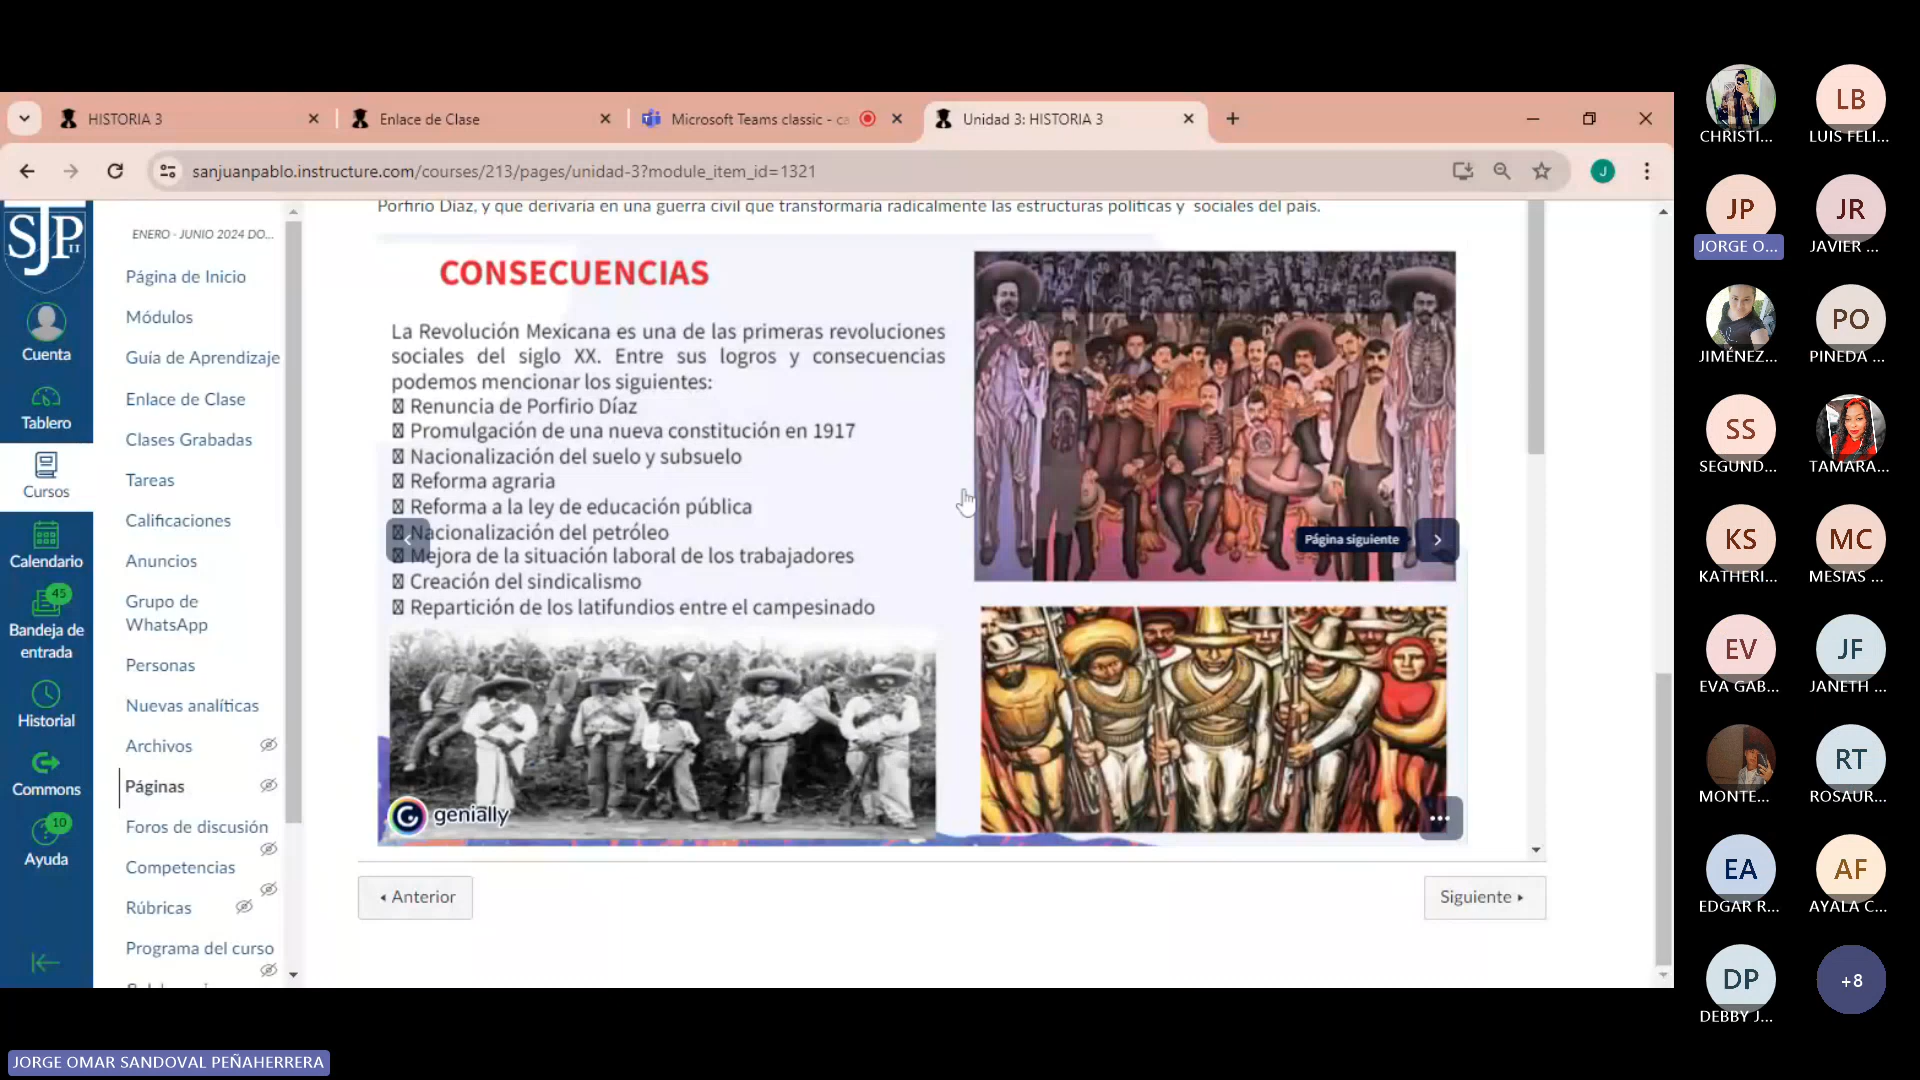 HISTORIA 3
Enlace de Clase
Microsoft Teams classic - ca
Unidad 3: HISTORIA 3
sanjuanpablo.instructure.com/courses/213/pages/unidad-3?module_item_id=1321
J
SJP II
Cuenta
Tablero
Cursos
Calendario
45
Bandeja de
entrada
Historial
Commons
10
Ayuda
ENERO - JUNIO 2024 DO...
Página de Inicio
Módulos
Guía de Aprendizaje
Enlace de Clase
Clases Grabadas
Tareas
Calificaciones
Anuncios
Grupo de
WhatsApp
Personas
Nuevas analíticas
Archivos
Páginas
Foros de discusión
Competencias
Rúbricas
Programa del curso
Porfirio Díaz, y que derivaría en una guerra civil que transformaría radicalmente las estructuras políticas y sociales del país.
CONSECUENCIAS
La Revolución Mexicana es una de las primeras revoluciones
sociales del siglo XX. Entre sus logros y consecuencias
podemos mencionar los siguientes:
Renuncia de Porfirio Díaz
Promulgación de una nueva constitución en 1917
Nacionalización del suelo y subsuelo
Reforma agraria
Reforma a la ley de educación pública
Nacionalización del petróleo
Mejora de la situación laboral de los trabajadores
Creación del sindicalismo
Repartición de los latifundios entre el campesinado
Página siguiente
genially
Anterior
Siguiente
CHRISTI...
LB
LUIS FELI...
JP
JORGE O...
JR
JAVIER ...
JIMÉNEZ...
PO
PINEDA ...
SS
SEGUND...
TAMARA...
KS
KATHERI...
MC
MESIAS ...
EV
EVA GAB...
JF
JANETH ...
MONTE...
RT
ROSAUR...
EA
EDGAR R...
AF
AYALA C...
DP
DEBBY J...
+8
JORGE OMAR SANDOVAL PEÑAHERRERA